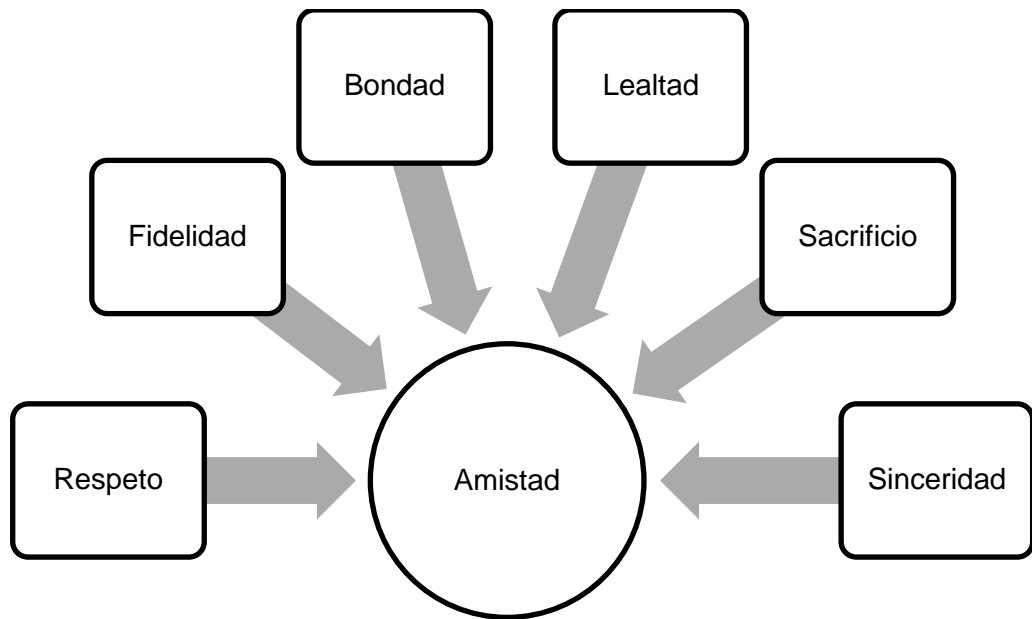 Bondad
Lealtad
Fidelidad
Sacrificio
Respeto
Amistad
Sinceridad